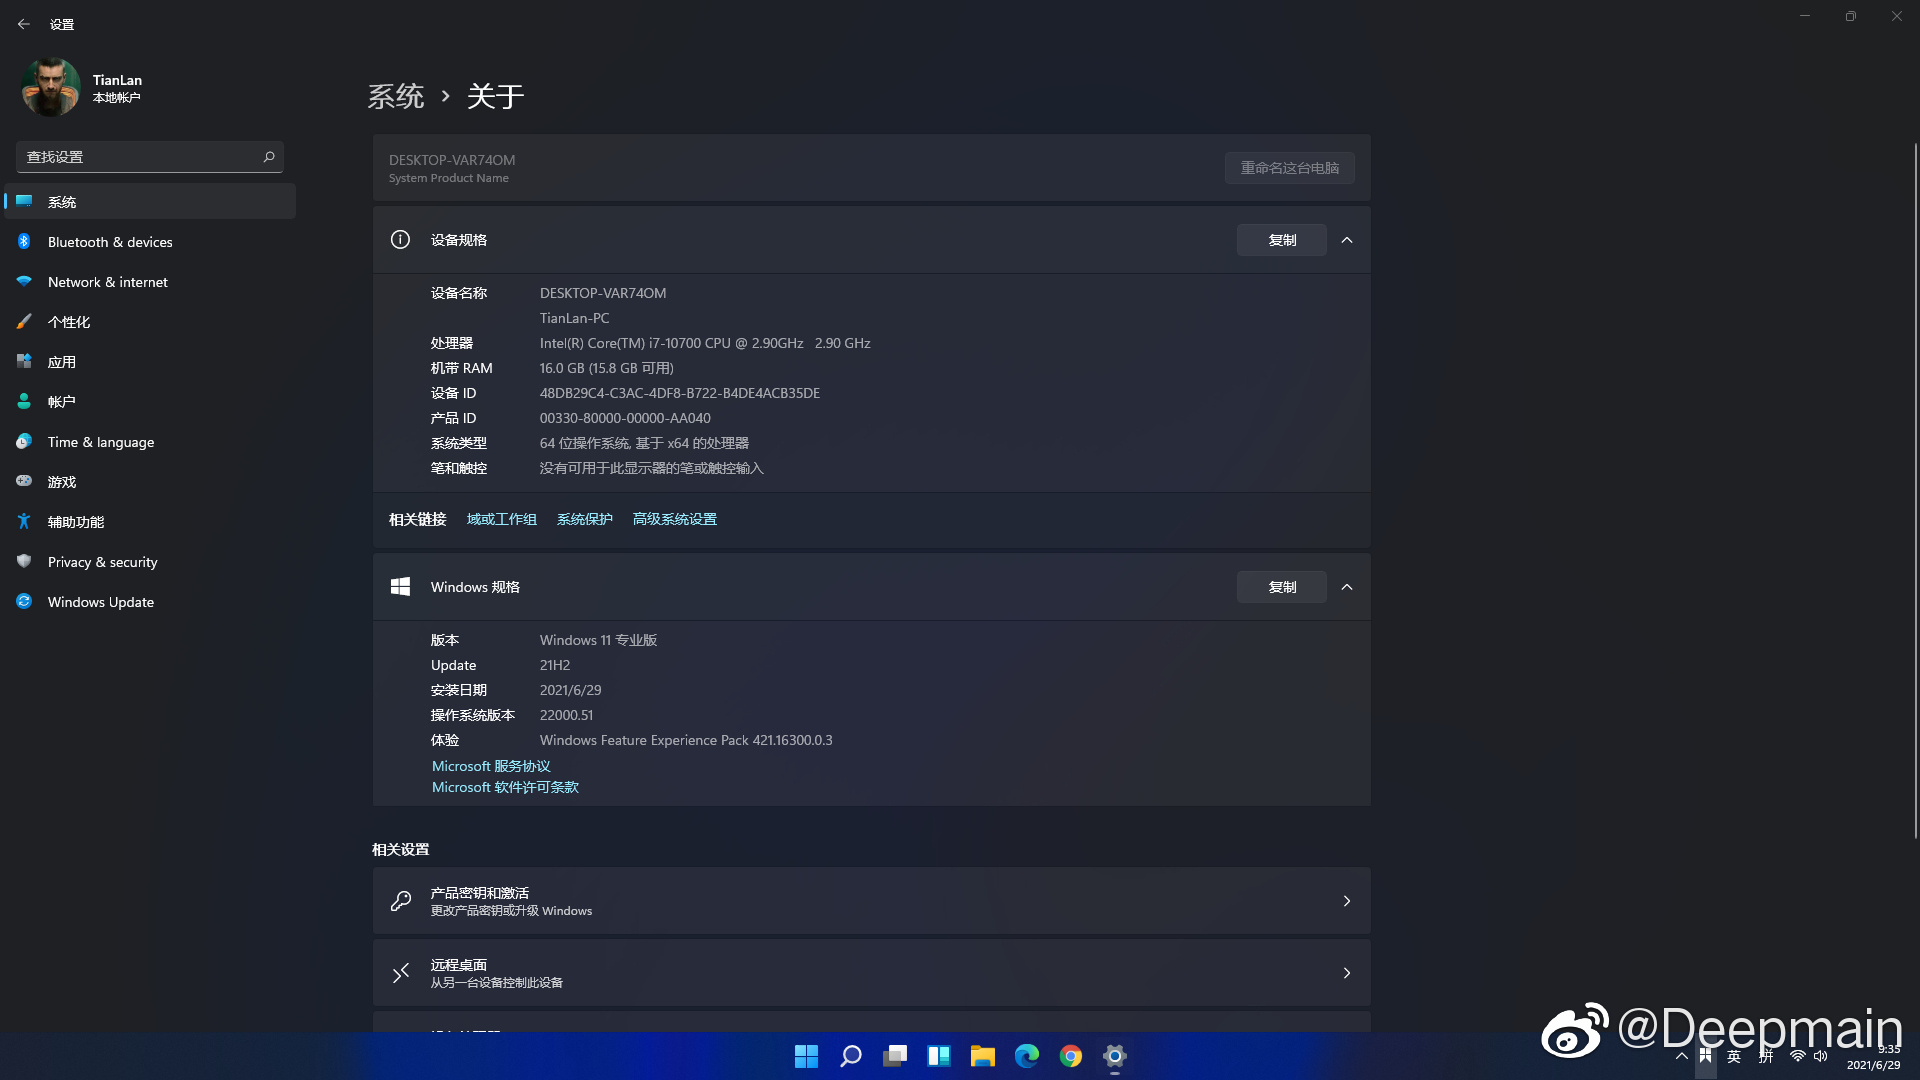 设置
TianLan
本地帐户
查找设置
系统
Bluetooth & devices
Network & internet
个性化
应用
帐户
Time & language
游戏
辅助功能
Privacy & security
Windows Update
系统 › 关于
DESKTOP-VAR74OM
System Product Name
重命名这台电脑
设备规格
复制
设备名称 DESKTOP-VAR74OM
TianLan-PC
处理器 Intel(R) Core(TM) i7-10700 CPU @ 2.90GHz 2.90 GHz
机带 RAM 16.0 GB (15.8 GB 可用)
设备 ID 48DB29C4-C3AC-4DF8-B722-B4DE4ACB35DE
产品 ID 00330-80000-00000-AA040
系统类型 64 位操作系统, 基于 x64 的处理器
笔和触控 没有可用于此显示器的笔或触控输入
相关链接 域或工作组 系统保护 高级系统设置
Windows 规格
复制
版本 Windows 11 专业版
Update 21H2
安装日期 2021/6/29
操作系统版本 22000.51
体验 Windows Feature Experience Pack 421.16300.0.3
Microsoft 服务协议
Microsoft 软件许可条款
相关设置
产品密钥和激活
更改产品密钥或升级 Windows
远程桌面
从另一台设备控制此设备
@Deepmain
英 拼
9:35
2021/6/29